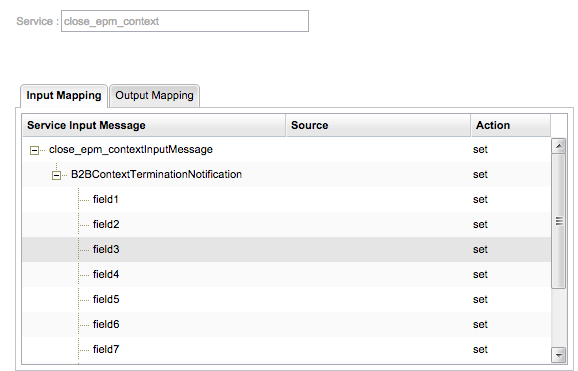 Service : close_epm_context
Input Mapping Output Mapping
Service Input Message Source Action
close_epm_contextInputMessage set
B2BContextTerminationNotification set
field1 set
field2 set
field3 set
field4 set
field5 set
field6 set
field7 set